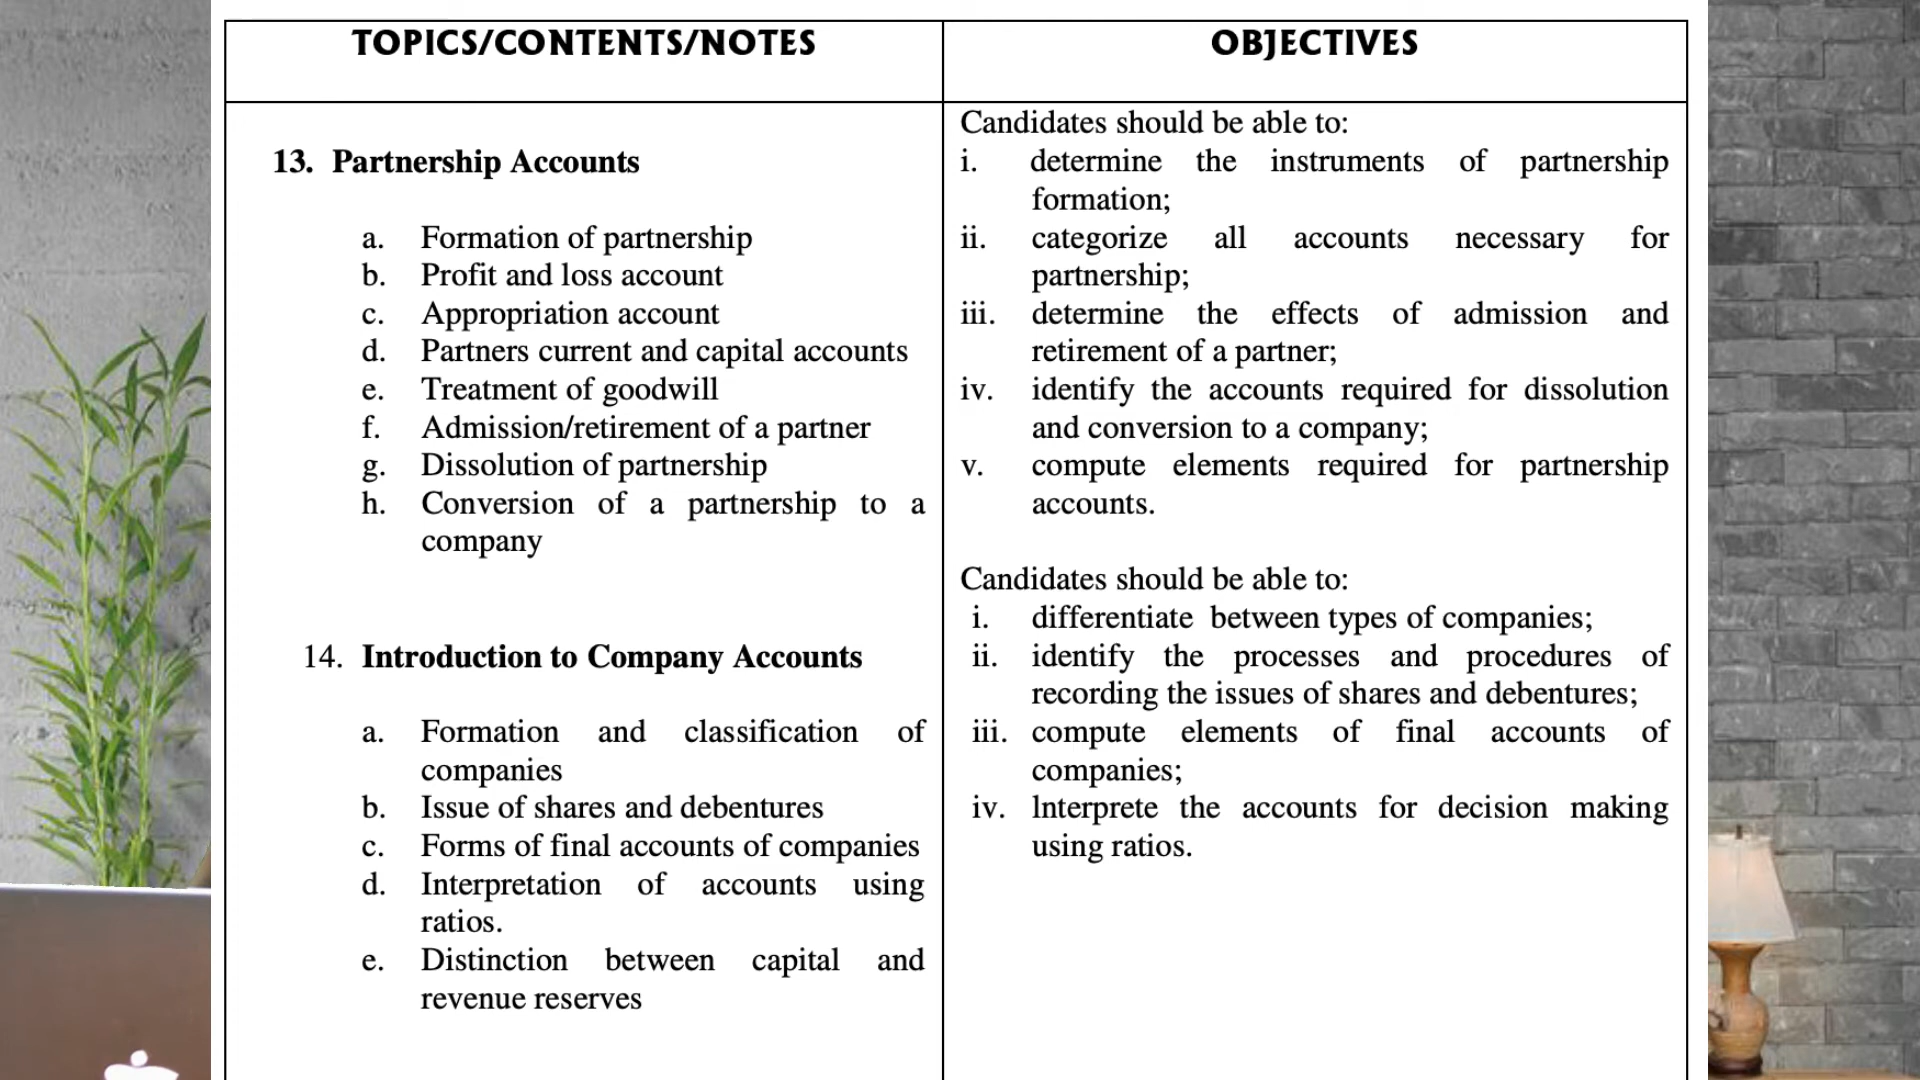 TOPICS/CONTENTS/NOTES
13. Partnership Accounts
a. Formation of partnership
b. Profit and loss account
c. Appropriation account
d. Partners current and capital accounts
e. Treatment of goodwill
f. Admission/retirement of a partner
g. Dissolution of partnership
h. Conversion of a partnership to a
company
14. Introduction to Company Accounts
a. Formation and classification of
companies
b. Issue of shares and debentures
c. Forms of final accounts of companies
d. Interpretation of accounts using
ratios.
e. Distinction between capital and
revenue reserves
OBJECTIVES
Candidates should be able to:
i. determine the instruments of partnership
formation;
ii. categorize all accounts necessary for
partnership;
iii. determine the effects of admission and
retirement of a partner;
iv. identify the accounts required for dissolution
and conversion to a company;
v. compute elements required for partnership
accounts.
Candidates should be able to:
i. differentiate between types of companies;
ii. identify the processes and procedures of
recording the issues of shares and debentures;
iii. compute elements of final accounts of
companies;
iv. lnterprete the accounts for decision making
using ratios.